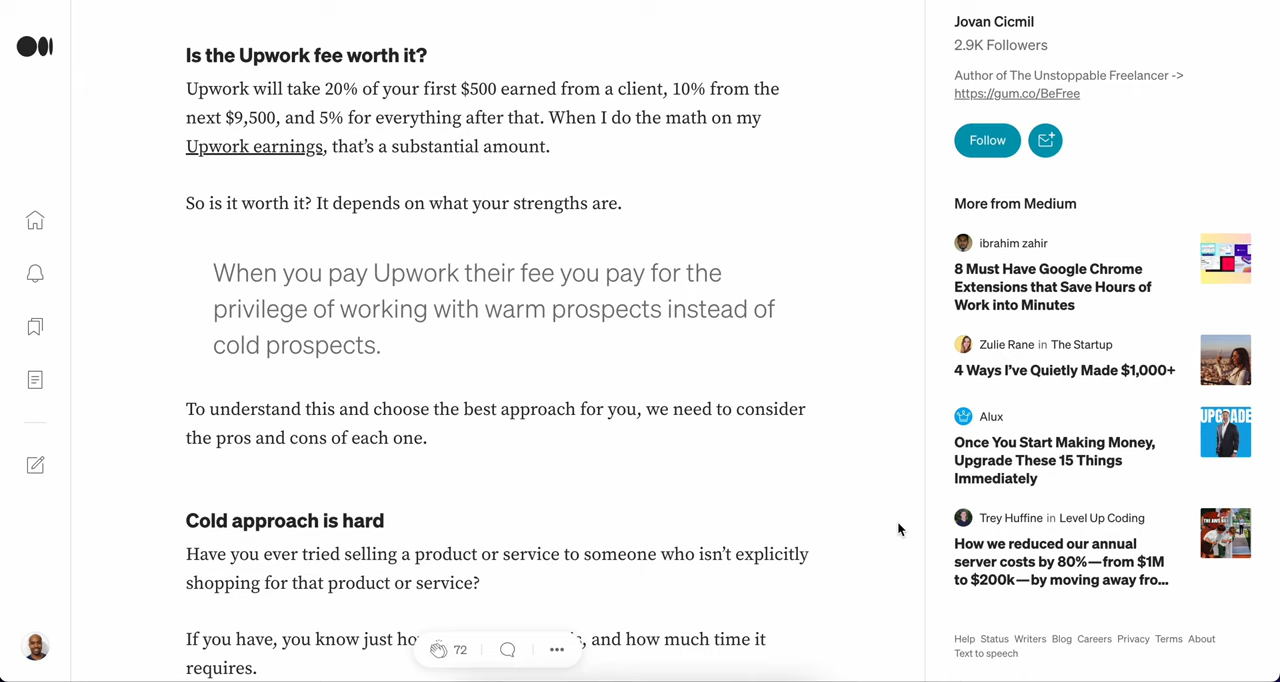 Is the Upwork fee worth it?
Upwork will take 20% of your first $500 earned from a client, 10% from the
next $9,500, and 5% for everything after that. When I do the math on my
Upwork earnings, that’s a substantial amount.
So is it worth it? It depends on what your strengths are.
When you pay Upwork their fee you pay for the
privilege of working with warm prospects instead of
cold prospects.
To understand this and choose the best approach for you, we need to consider
the pros and cons of each one.
Cold approach is hard
Have you ever tried selling a product or service to someone who isn’t explicitly
shopping for that product or service?
If you have, you know just
, and how much time it
requires.
72
Jovan Cicmil
2.9K Followers
Author of The Unstoppable Freelancer ->
https://gum.co/BeFree
Follow
More from Medium
ibrahim zahir
8 Must Have Google Chrome
Extensions that Save Hours of
Work into Minutes
Zulie Rane in The Startup
4 Ways I’ve Quietly Made $1,000+
Alux
Once You Start Making Money,
Upgrade These 15 Things
Immediately
UPGRADE
Trey Huffine in Level Up Coding
How we reduced our annual
server costs by 80%—from $1M
to $200k—by moving away fro…
Help Status Writers Blog Careers Privacy Terms About
Text to speech